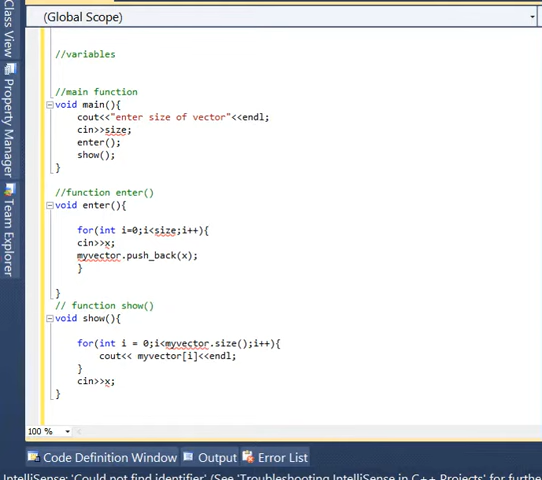 Class View
Property Manager
Team Explorer
(Global Scope)
//variables
//main function
void main(){
cout<<"enter size of vector"<<endl;
cin>>size;
enter();
show();
}
//function enter()
void enter(){
for(int i=0;i<size;i++){
cin>>x;
myvector.push_back(x);
}
}
// function show()
void show(){
for(int i = 0;i<myvector.size();i++){
cout<< myvector[i]<<endl;
}
cin>>x;
}
100 %
Code Definition Window Output Error List
IntelliSense: 'Could not find identifier' (See 'Troubleshooting IntelliSense in C++ Projects' for furthe